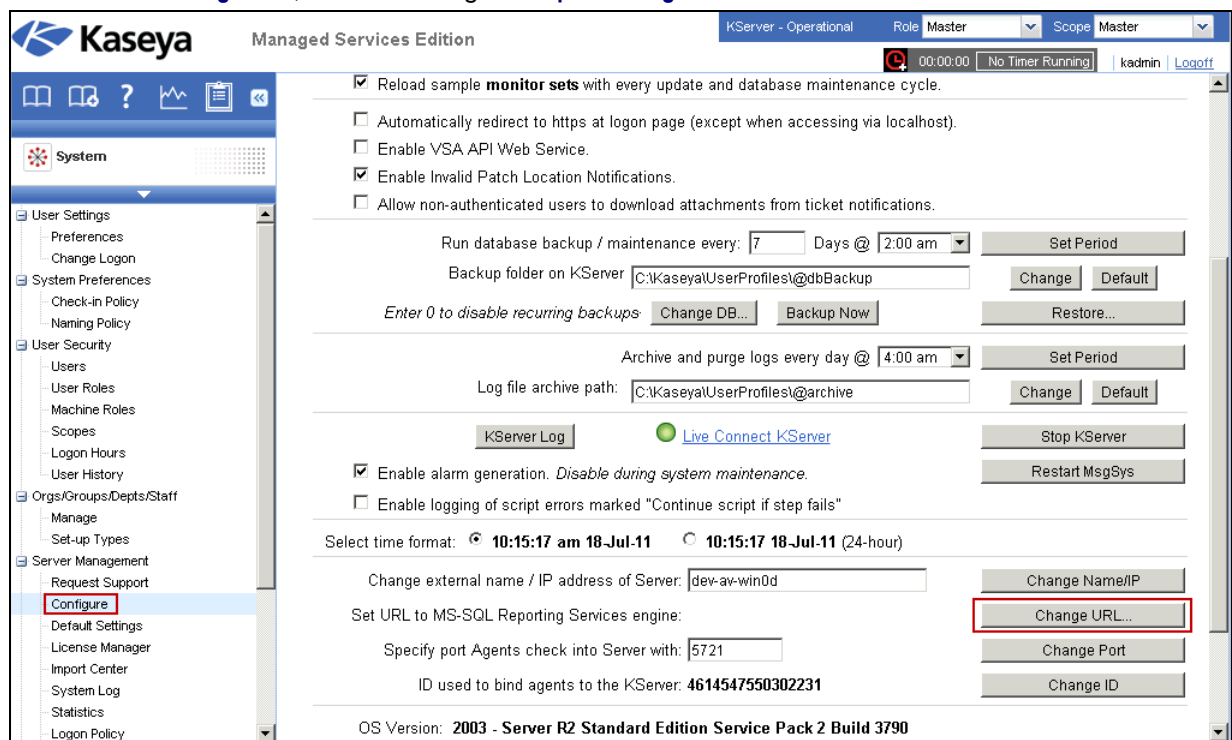 Kaseya Managed Services Edition
KServer - Operational Role Master Scope Master
00:00:00 No Timer Running kadmin Logoff
System
User Settings
Preferences
Change Logon
System Preferences
Check-in Policy
Naming Policy
User Security
Users
User Roles
Machine Roles
Scopes
Logon Hours
User History
Orgs/Groups/Depts/Staff
Manage
Set-up Types
Server Management
Request Support
Configure
Default Settings
License Manager
Import Center
System Log
Statistics
Logon Policy
Reload sample monitor sets with every update and database maintenance cycle.
Automatically redirect to https at logon page (except when accessing via localhost).
Enable VSA API Web Service.
Enable Invalid Patch Location Notifications.
Allow non-authenticated users to download attachments from ticket notifications.
Run database backup / maintenance every: 7 Days @ 2:00 am Set Period
Backup folder on KServer C:\Kaseya\UserProfiles\@dbBackup Change Default
Enter 0 to disable recurring backups Change DB... Backup Now Restore...
Archive and purge logs every day @ 4:00 am Set Period
Log file archive path: C:\Kaseya\UserProfiles\@archive Change Default
KServer Log Live Connect KServer Stop KServer
Enable alarm generation. Disable during system maintenance. Restart MsgSys
Enable logging of script errors marked "Continue script if step fails"
Select time format: 10:15:17 am 18-Jul-11 10:15:17 18-Jul-11 (24-hour)
Change external name / IP address of Server: dev-av-win0d Change Name/IP
Set URL to MS-SQL Reporting Services engine: Change URL...
Specify port Agents check into Server with: 5721 Change Port
ID used to bind agents to the KServer: 4614547550302231 Change ID
OS Version: 2003 - Server R2 Standard Edition Service Pack 2 Build 3790